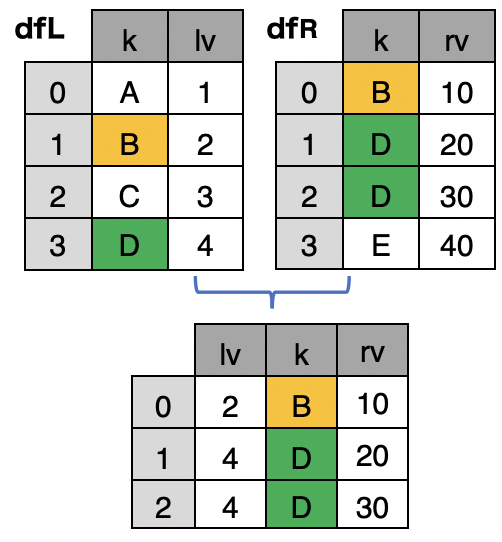 dfL
k lv
0 A 1
1 B 2
2 C 3
3 D 4
dfR
k rv
0 B 10
1 D 20
2 D 30
3 E 40
lv k rv
0 2 B 10
1 4 D 20
2 4 D 30